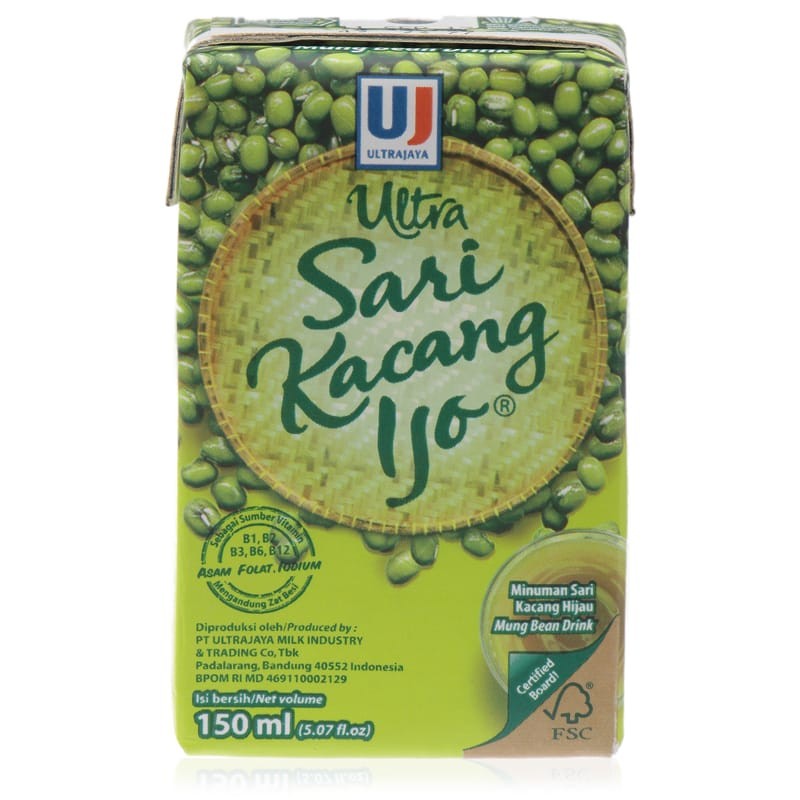 Mung Bean Drink
UJ
ULTRAJAYA
Ultra
Sari
Kacang
Ijo®
Sebagai Sumber Vitamin
B1, B2
B3, B6, B12
ASAM FOLAT. IODIUM
Mengandung Zat Besi
Diproduksi oleh/Produced by :
PT ULTRAJAYA MILK INDUSTRY
& TRADING Co, Tbk
Padalarang, Bandung 40552 Indonesia
BPOM RI MD 469110002129
Isi bersih/Net volume
150 ml (5.07 fl.oz)
Minuman Sari
Kacang Hijau
Mung Bean Drink
Certified
Board!
FSC®